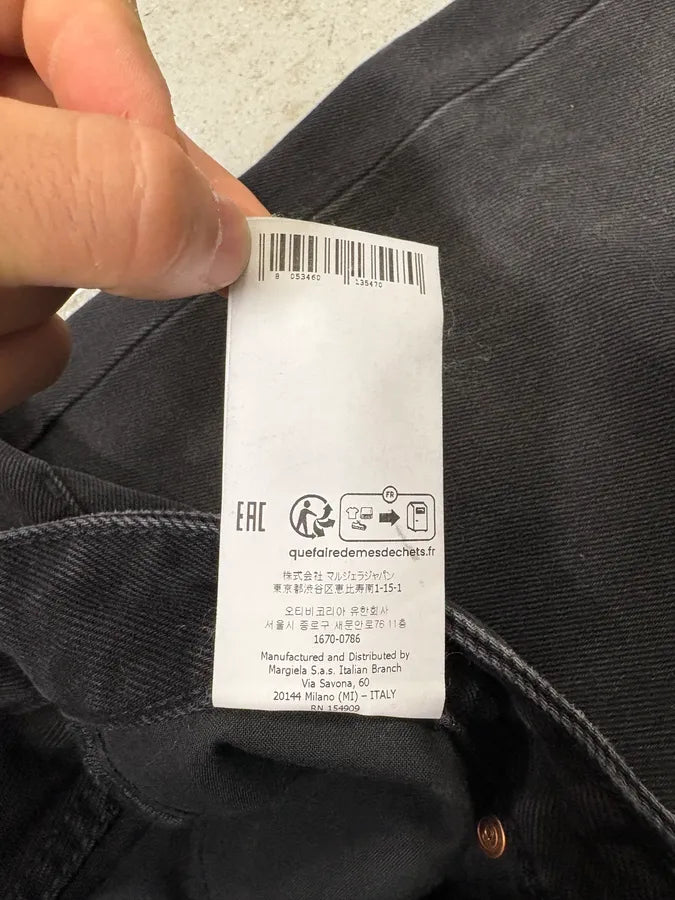 8 053460 135470
EAC
FR
quefairedemesdechets.fr
株式会社 マルジェラジャパン
東京都渋谷区恵比寿南1-15-1
오티비코리아 유한회사
서울시 종로구 새문안로76 11층
1670-0786
Manufactured and Distributed by
Margiela S.a.s. Italian Branch
Via Savona, 60
20144 Milano (MI) – ITALY
RN 154909